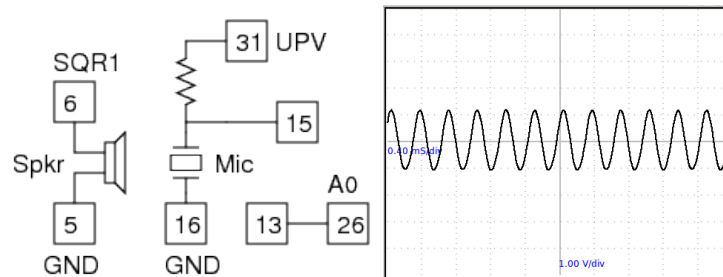 31 UPV
SQR1
6
15
Spkr
Mic
A0
5
16
13
26
GND
GND
0.40 mS/div
1.00 V/div